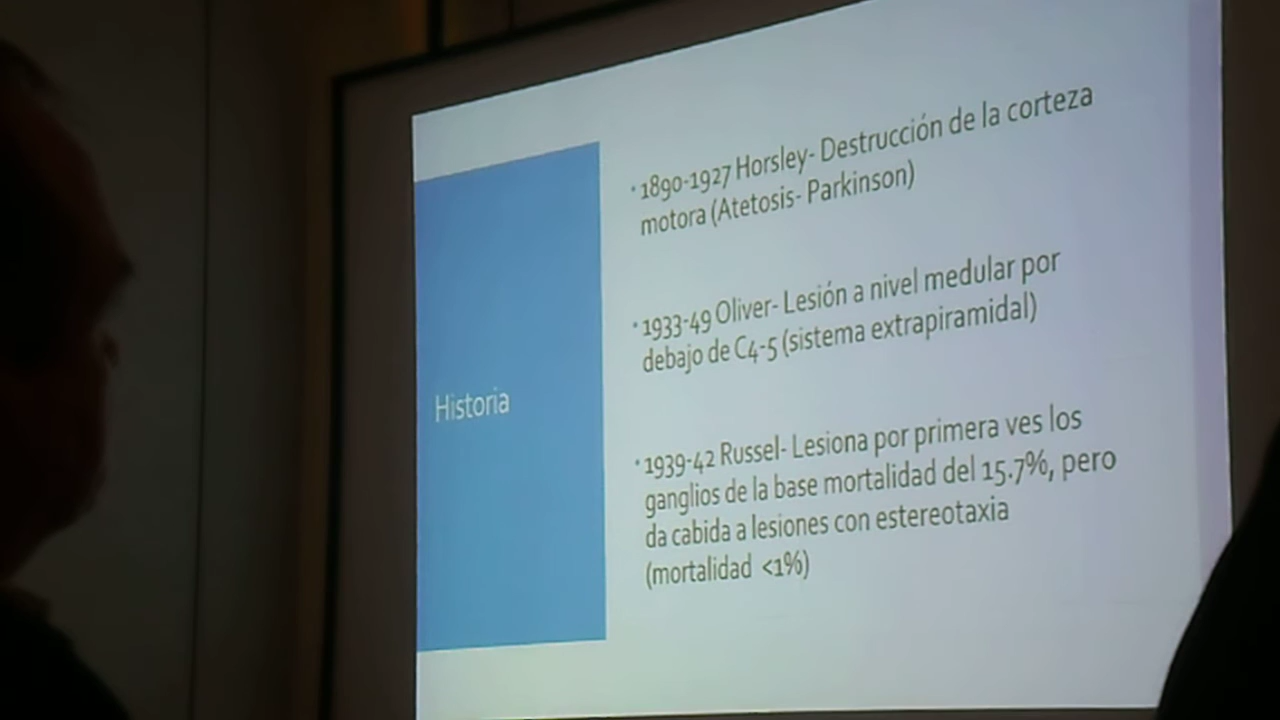 Historia
· 1890-1927 Horsley- Destrucción de la corteza
motora (Atetosis- Parkinson)
· 1933-49 Oliver- Lesión a nivel medular por
debajo de C4-5 (sistema extrapiramidal)
· 1939-42 Russel- Lesiona por primera ves los
ganglios de la base mortalidad del 15.7%, pero
da cabida a lesiones con estereotaxia
(mortalidad <1%)